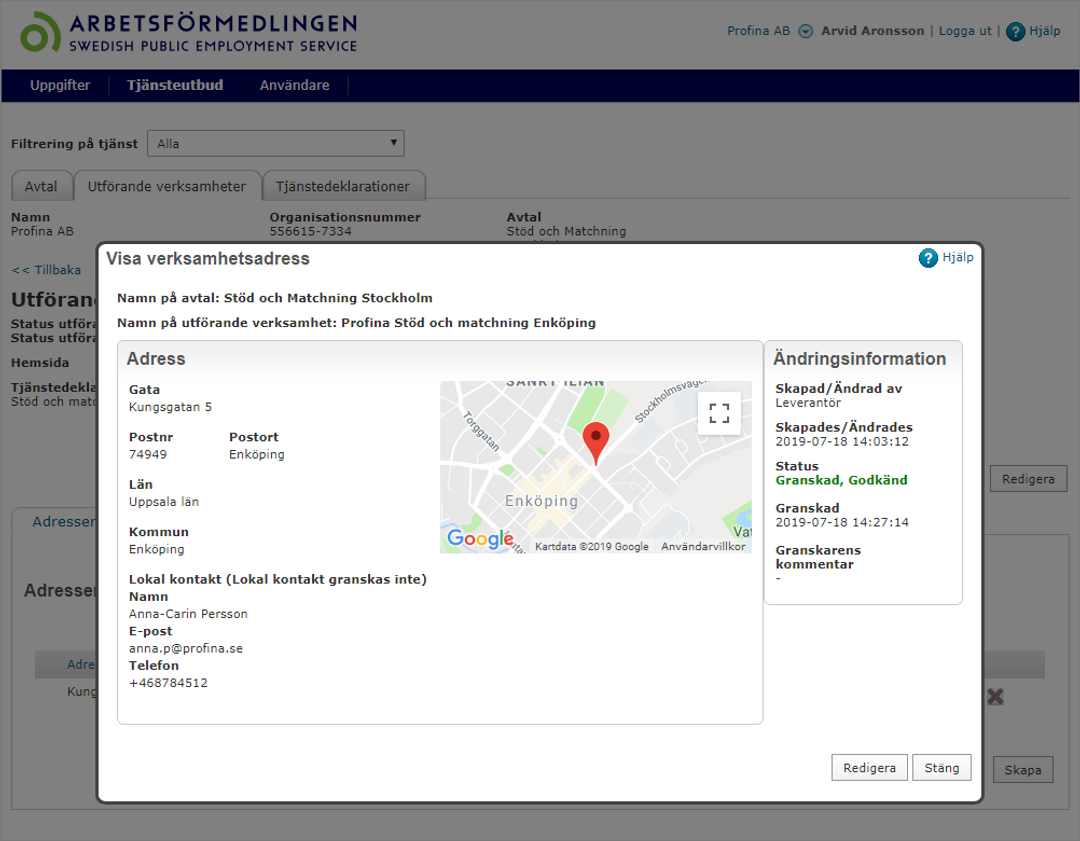 ARBETSFÖRMEDLINGEN
SWEDISH PUBLIC EMPLOYMENT SERVICE
Profina AB Arvid Aronsson | Logga ut | ? Hjälp
Uppgifter Tjänsteutbud Användare
Filtrering på tjänst Alla
Avtal Utförande verksamheter Tjänstedeklarationer
Namn Organisationsnummer Avtal
Profina AB 556615-7334 Stöd och Matchning
<< Tillbaka
Utföran
Status utföra
Status utföra
Hemsida
Tjänstedekla
Stöd och matc
Redigera
Adresser
Adresser
Adre
Kung
Skapa
Visa verksamhetsadress
? Hjälp
Namn på avtal: Stöd och Matchning Stockholm
Namn på utförande verksamhet: Profina Stöd och matchning Enköping
Adress
Gata
Kungsgatan 5
Postnr Postort
74949 Enköping
Län
Uppsala län
Kommun
Enköping
Lokal kontakt (Lokal kontakt granskas inte)
Namn
Anna-Carin Persson
E-post
anna.p@profina.se
Telefon
+468784512
SANKT ILIAN
Stockholmsväg
Torggatan
Enköping
Vat
Google
Kartdata ©2019 Google Användarvillkor
Ändringsinformation
Skapad/Ändrad av
Leverantör
Skapades/Ändrades
2019-07-18 14:03:12
Status
Granskad, Godkänd
Granskad
2019-07-18 14:27:14
Granskarens
kommentar
-
Redigera Stäng